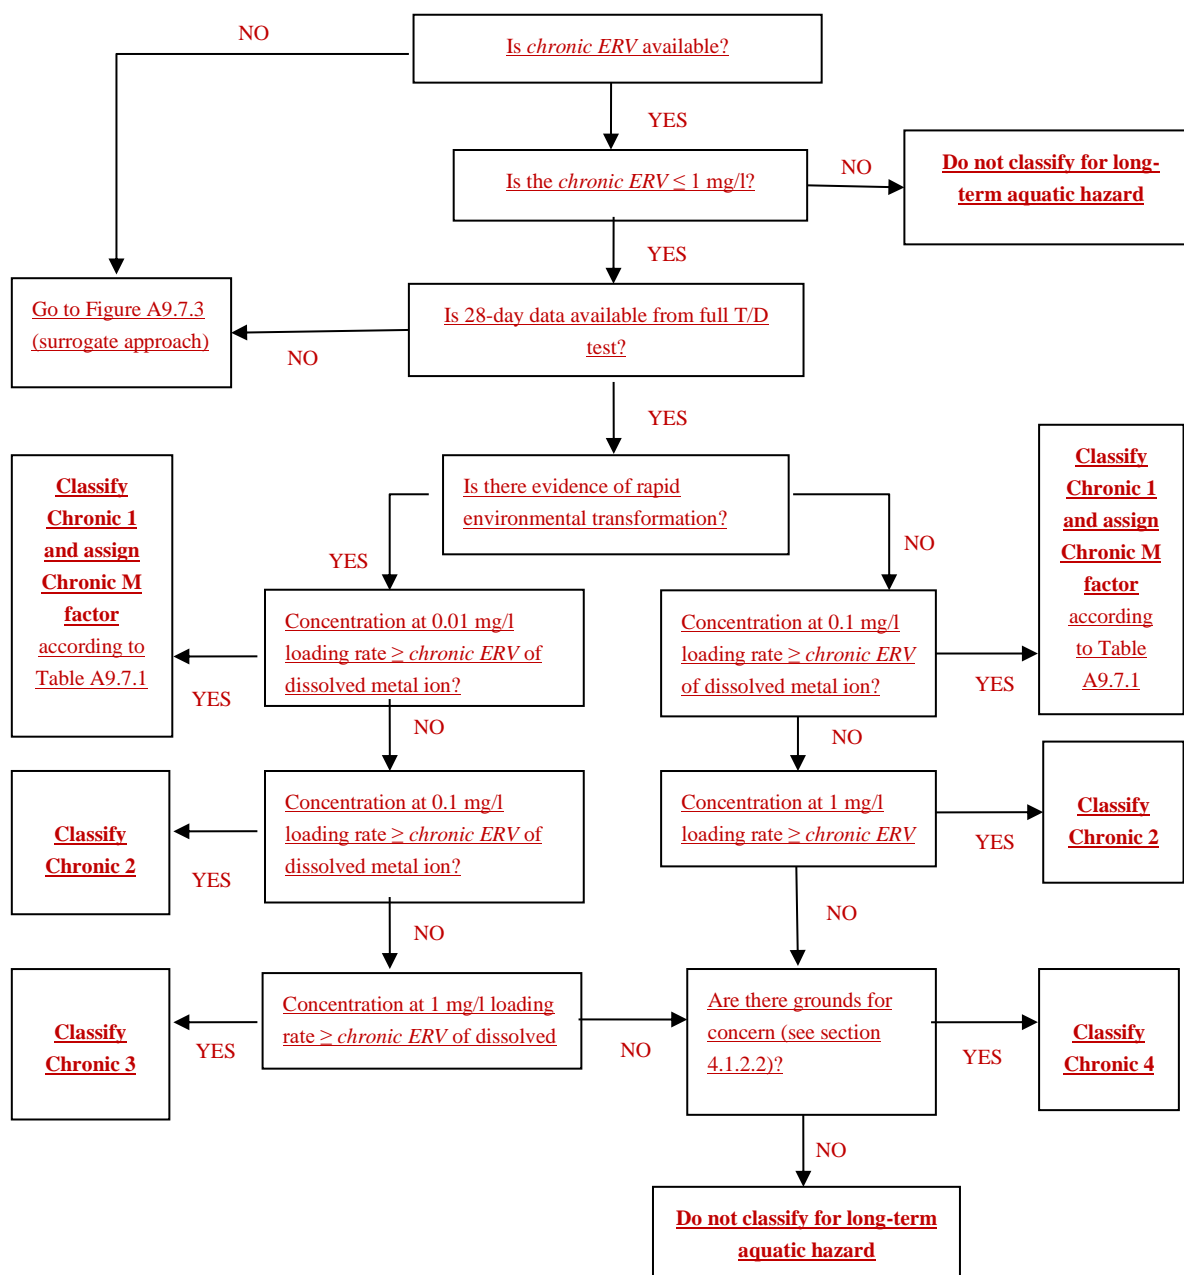 NO
Is chronic ERV available?
YES
Is the chronic ERV ≤ 1 mg/l?
NO
Do not classify for long-
term aquatic hazard
YES
Go to Figure A9.7.3
(surrogate approach)
NO
Is 28-day data available from full T/D
test?
YES
Classify
Chronic 1
and assign
Chronic M
factor
according to
Table A9.7.1
Is there evidence of rapid
environmental transformation?
YES
NO
Classify
Chronic 1
and assign
Chronic M
factor
according
to Table
A9.7.1
Concentration at 0.01 mg/l
loading rate ≥ chronic ERV of
dissolved metal ion?
YES
NO
Concentration at 0.1 mg/l
loading rate ≥ chronic ERV
of dissolved metal ion?
YES
NO
Classify
Chronic 2
YES
Concentration at 0.1 mg/l
loading rate ≥ chronic ERV of
dissolved metal ion?
NO
Concentration at 1 mg/l
loading rate ≥ chronic ERV
YES
NO
Classify
Chronic 2
Classify
Chronic 3
YES
Concentration at 1 mg/l loading
rate ≥ chronic ERV of dissolved
NO
Are there grounds for
concern (see section
4.1.2.2)?
YES
Classify
Chronic 4
NO
Do not classify for long-term
aquatic hazard